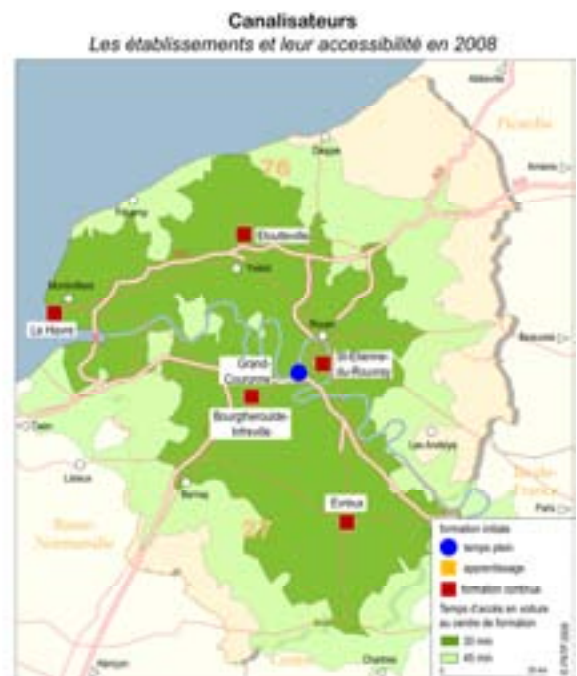 Canalisateurs
Les établissements et leur accessibilité en 2008
Abbeville
Picardie
Dieppe
Amiens
76
Fécamp
Etoutteville
Yvetot
Montivilliers
Le Havre
Rouen
Beauvais
Grand-
Couronne
St-Etienne-
du-Rouvray
Bourgtheroulde-
Infreville
Caen
Les Andelys
Lisieux
Bernay
Evreux
Paris
Basse-
Normandie
27
Centre
Alençon
Chartres
formation initiale
temps plein
apprentissage
formation continue
Temps d'accès en voiture
au centre de formation
30 min
45 min
0